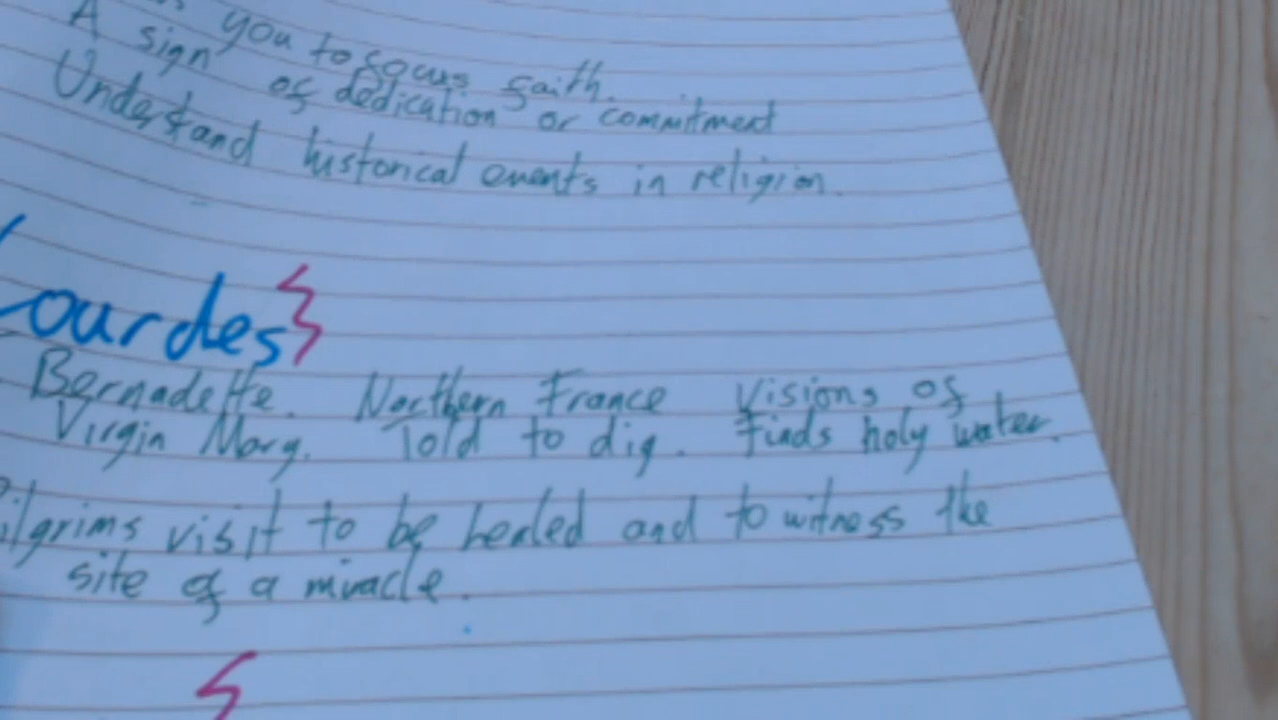 you to focus faith.
A sign of dedication or commitment
Understand historical events in religion.
Lourdes
Bernadette. Northern France Visions of
Virgin Mary. Told to dig. Finds holy water.
Pilgrims visit to be healed and to witness the
site of a miracle.